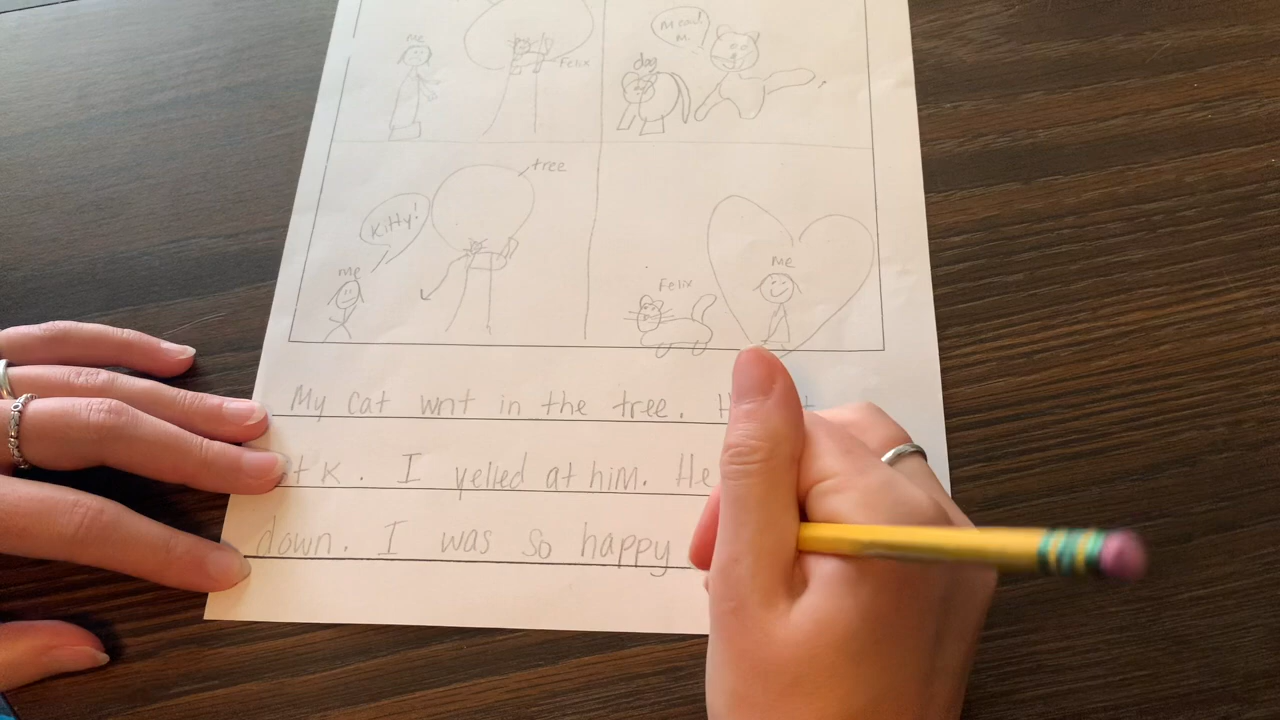 me
Felix
dog
tree
Kitty!
me
Felix
me
My cat wnt in the tree.
I yelled at him. He
down. I was so happy